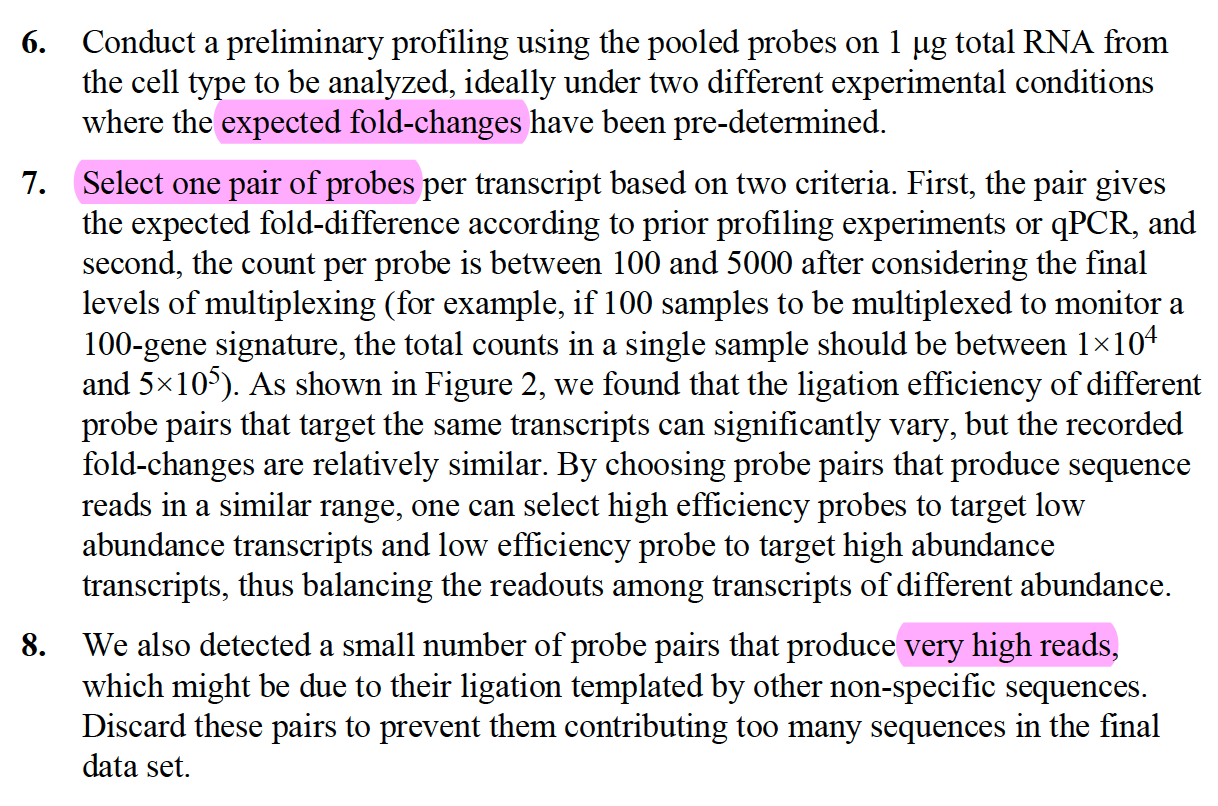 6. Conduct a preliminary profiling using the pooled probes on 1 μg total RNA from
the cell type to be analyzed, ideally under two different experimental conditions
where the expected fold-changes have been pre-determined.
7. Select one pair of probes per transcript based on two criteria. First, the pair gives
the expected fold-difference according to prior profiling experiments or qPCR, and
second, the count per probe is between 100 and 5000 after considering the final
levels of multiplexing (for example, if 100 samples to be multiplexed to monitor a
100-gene signature, the total counts in a single sample should be between 1×10⁴
and 5×10⁵). As shown in Figure 2, we found that the ligation efficiency of different
probe pairs that target the same transcripts can significantly vary, but the recorded
fold-changes are relatively similar. By choosing probe pairs that produce sequence
reads in a similar range, one can select high efficiency probes to target low
abundance transcripts and low efficiency probe to target high abundance
transcripts, thus balancing the readouts among transcripts of different abundance.
8. We also detected a small number of probe pairs that produce very high reads,
which might be due to their ligation templated by other non-specific sequences.
Discard these pairs to prevent them contributing too many sequences in the final
data set.